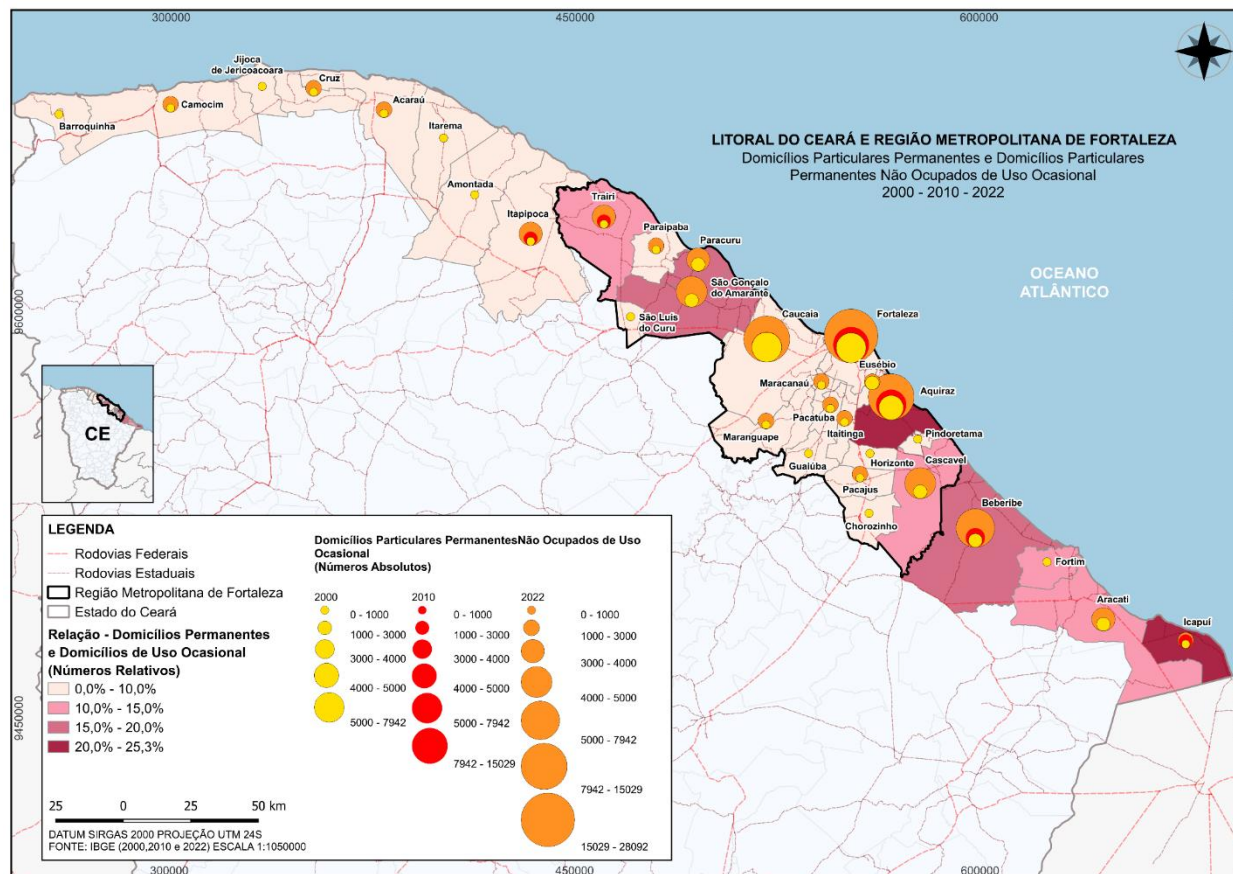 300000
450000
600000
Jijoca
de Jericoacoara
Cruz
Camocim
Barroquinha
Acaraú
Itarema
Amontada
Itapipoca
Trairi
Paraipaba
Paracuru
São Gonçalo
do Amarante
São Luis
do Curu
Caucaia
Fortaleza
Eusébio
Maracanaú
Aquiraz
Pacatuba
Maranguape
Itaitinga
Pindoretama
Guaiúba
Horizonte
Cascavel
Pacajus
Chorozinho
Beberibe
Fortim
Aracati
Icapuí
LITORAL DO CEARÁ E REGIÃO METROPOLITANA DE FORTALEZA
Domicílios Particulares Permanentes e Domicílios Particulares
Permanentes Não Ocupados de Uso Ocasional
2000 - 2010 - 2022
OCEANO
ATLÂNTICO
9600000
9450000
CE
LEGENDA
Rodovias Federais
Rodovias Estaduais
Região Metropolitana de Fortaleza
Estado do Ceará
Relação - Domicílios Permanentes
e Domicílios de Uso Ocasional
(Números Relativos)
0,0% - 10,0%
10,0% - 15,0%
15,0% - 20,0%
20,0% - 25,3%
25 0 25 50 km
DATUM SIRGAS 2000 PROJEÇÃO UTM 24S
FONTE: IBGE (2000,2010 e 2022) ESCALA 1:1050000
Domicílios Particulares PermanentesNão Ocupados de Uso
Ocasional
(Números Absolutos)
2000
0 - 1000
1000 - 3000
3000 - 4000
4000 - 5000
5000 - 7942
2010
0 - 1000
1000 - 3000
3000 - 4000
4000 - 5000
5000 - 7942
7942 - 15029
2022
0 - 1000
1000 - 3000
3000 - 4000
4000 - 5000
5000 - 7942
7942 - 15029
15029 - 28092
300000
450000
600000